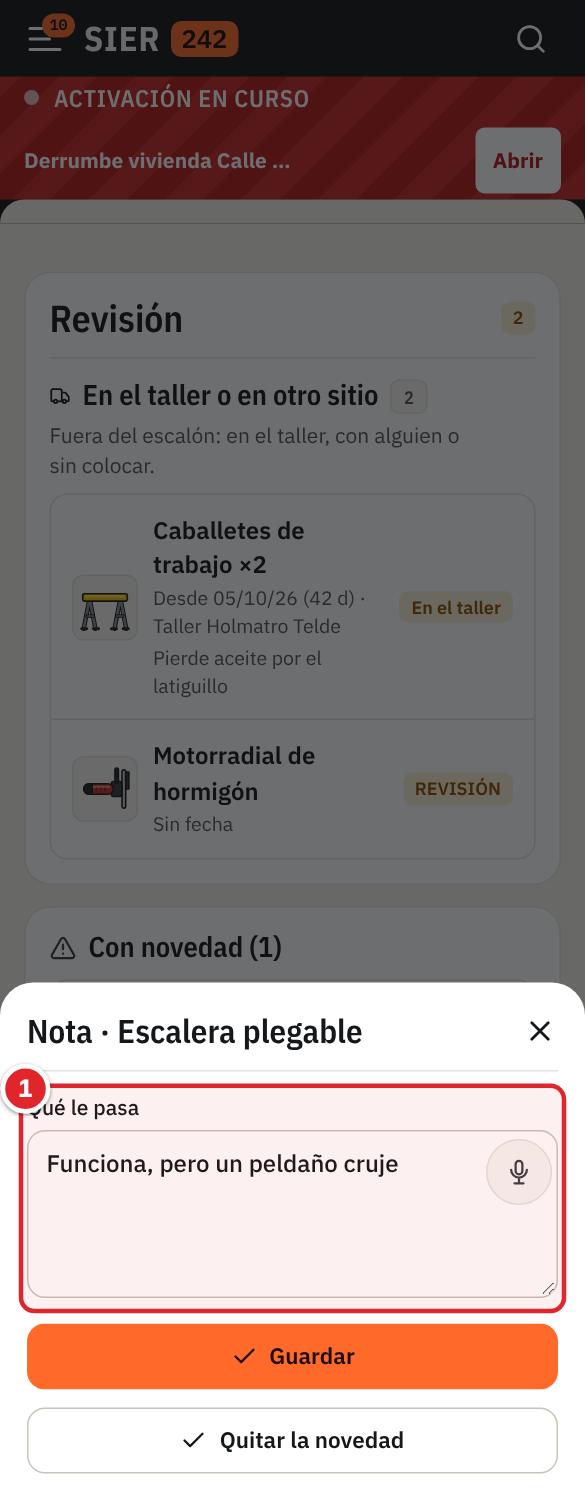 10
SIER 242
ACTIVACIÓN EN CURSO
Derrumbe vivienda Calle ...
Abrir
Revisión
2
En el taller o en otro sitio 2
Fuera del escalón: en el taller, con alguien o
sin colocar.
Caballetes de
trabajo ×2
Desde 05/10/26 (42 d) ·
Taller Holmatro Telde
Pierde aceite por el
latiguillo
En el taller
Motorradial de
hormigón
Sin fecha
REVISIÓN
Con novedad (1)
Nota · Escalera plegable
1
Qué le pasa
Funciona, pero un peldaño cruje
Guardar
Quitar la novedad